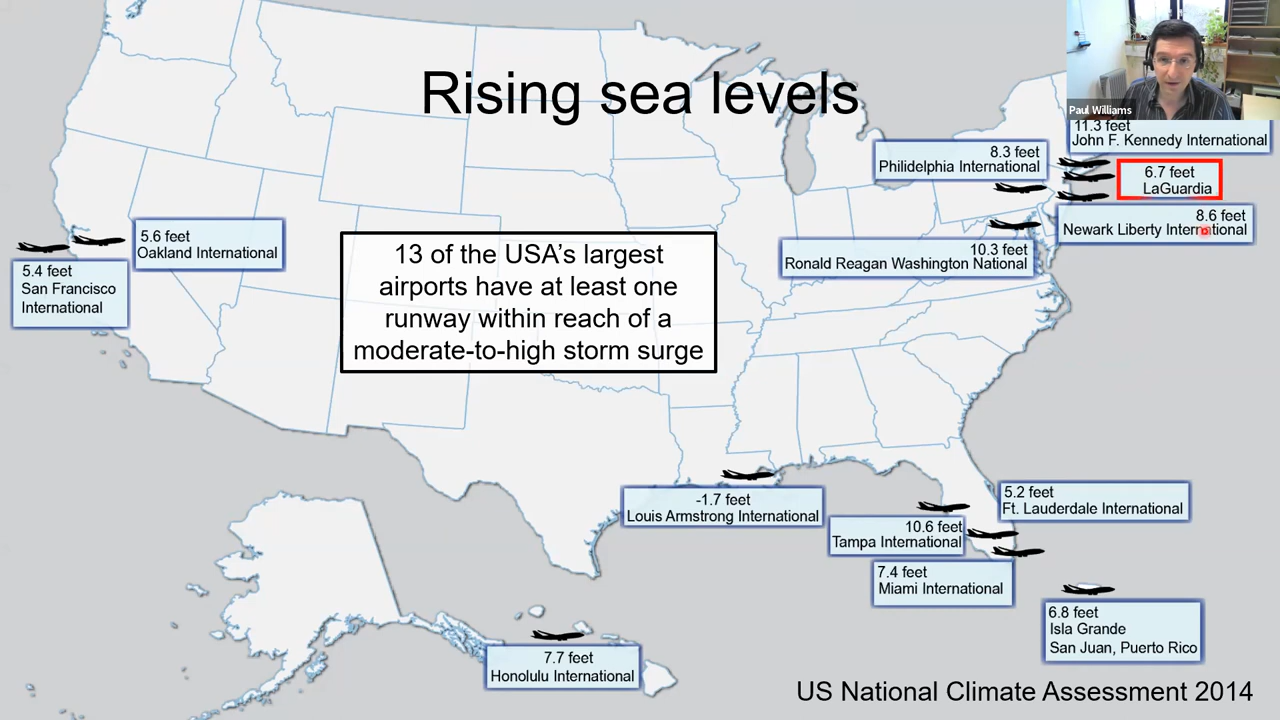 Rising sea levels
Paul Williams
11.3 feet
John F. Kennedy International
8.3 feet
Philidelphia International
6.7 feet
LaGuardia
8.6 feet
Newark Liberty International
10.3 feet
Ronald Reagan Washington National
5.6 feet
Oakland International
5.4 feet
San Francisco
International
13 of the USA's largest
airports have at least one
runway within reach of a
moderate-to-high storm surge
-1.7 feet
Louis Armstrong International
5.2 feet
Ft. Lauderdale International
10.6 feet
Tampa International
7.4 feet
Miami International
6.8 feet
Isla Grande
San Juan, Puerto Rico
7.7 feet
Honolulu International
US National Climate Assessment 2014